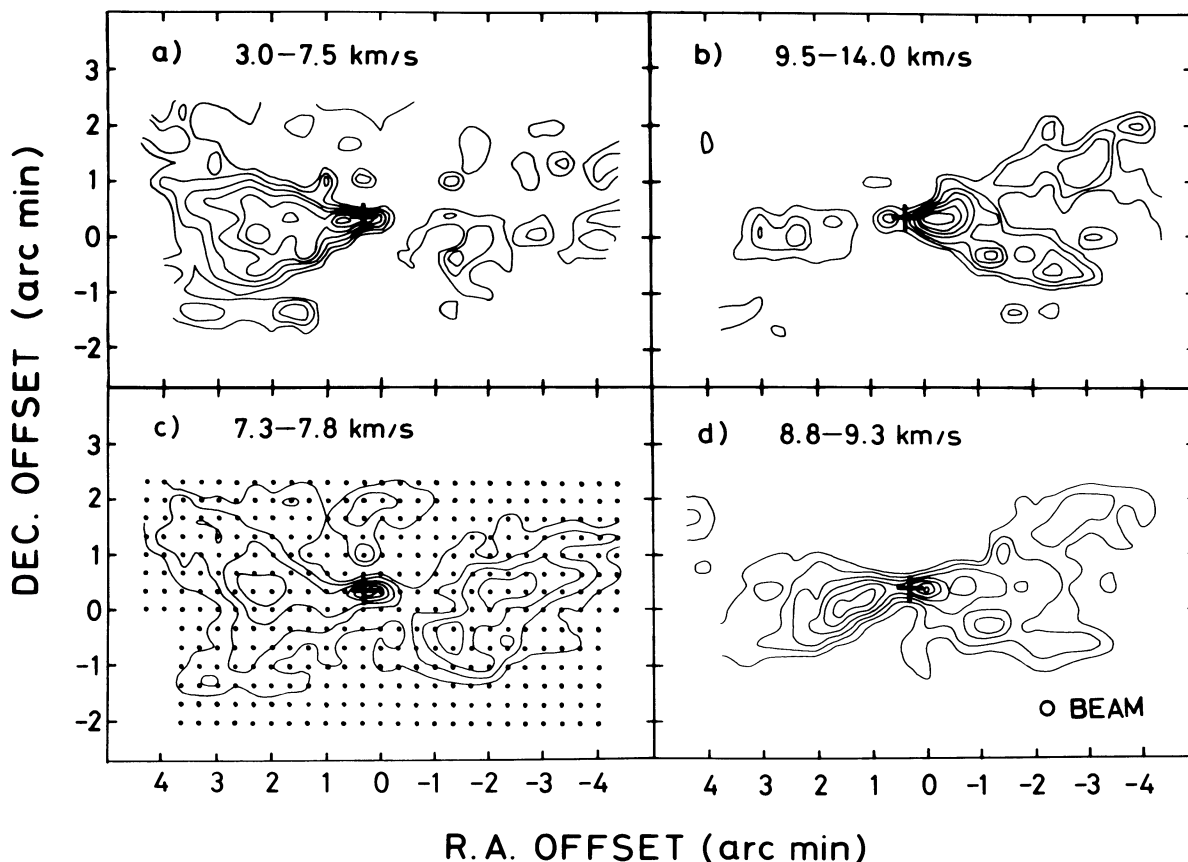 a) 3.0–7.5 km/s
b) 9.5–14.0 km/s
3
2
1
0
-1
-2
c) 7.3–7.8 km/s
d) 8.8–9.3 km/s
3
2
1
0
-1
-2
BEAM
4 3 2 1 0 -1 -2 -3 -4
4 3 2 1 0 -1 -2 -3 -4
DEC. OFFSET (arc min)
R.A. OFFSET (arc min)